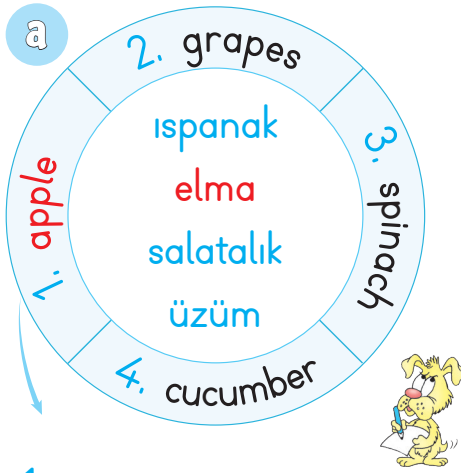 a
1. apple
2. grapes
3. spinach
4. cucumber
ıspanak
elma
salatalık
üzüm